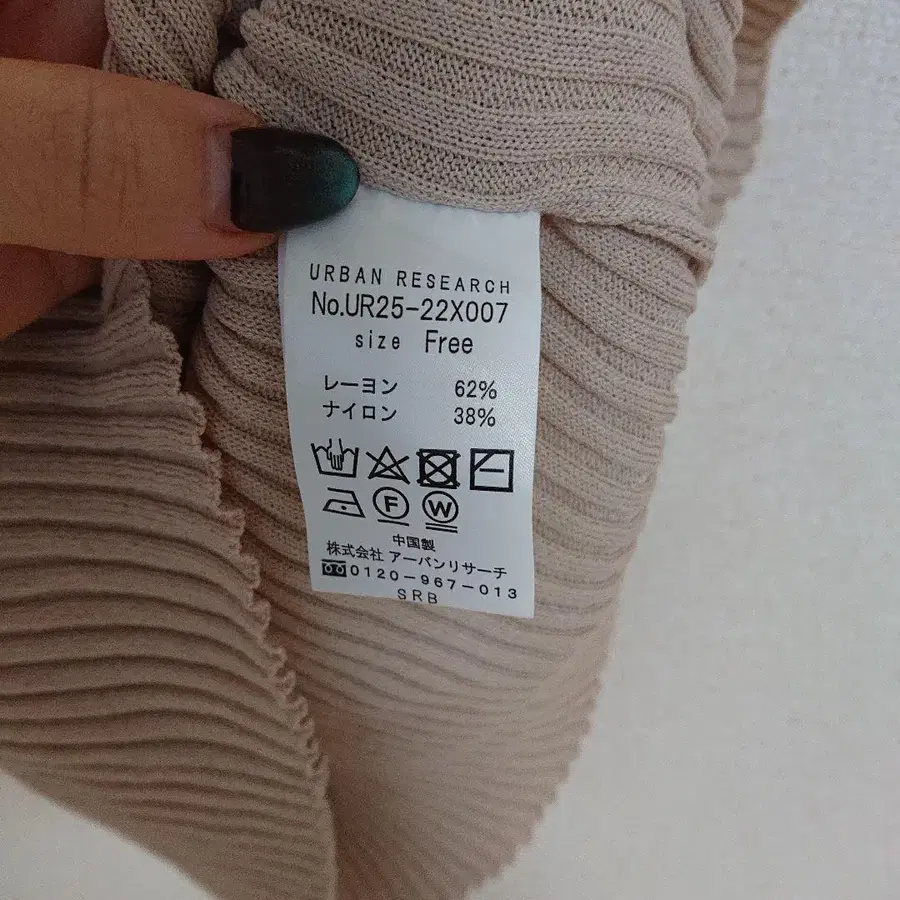 URBAN RESEARCH
No.UR25-22X007
size Free
レーヨン 62%
ナイロン 38%
F W
中国製
株式会社 アーバンリサーチ
0120-967-013
SRB